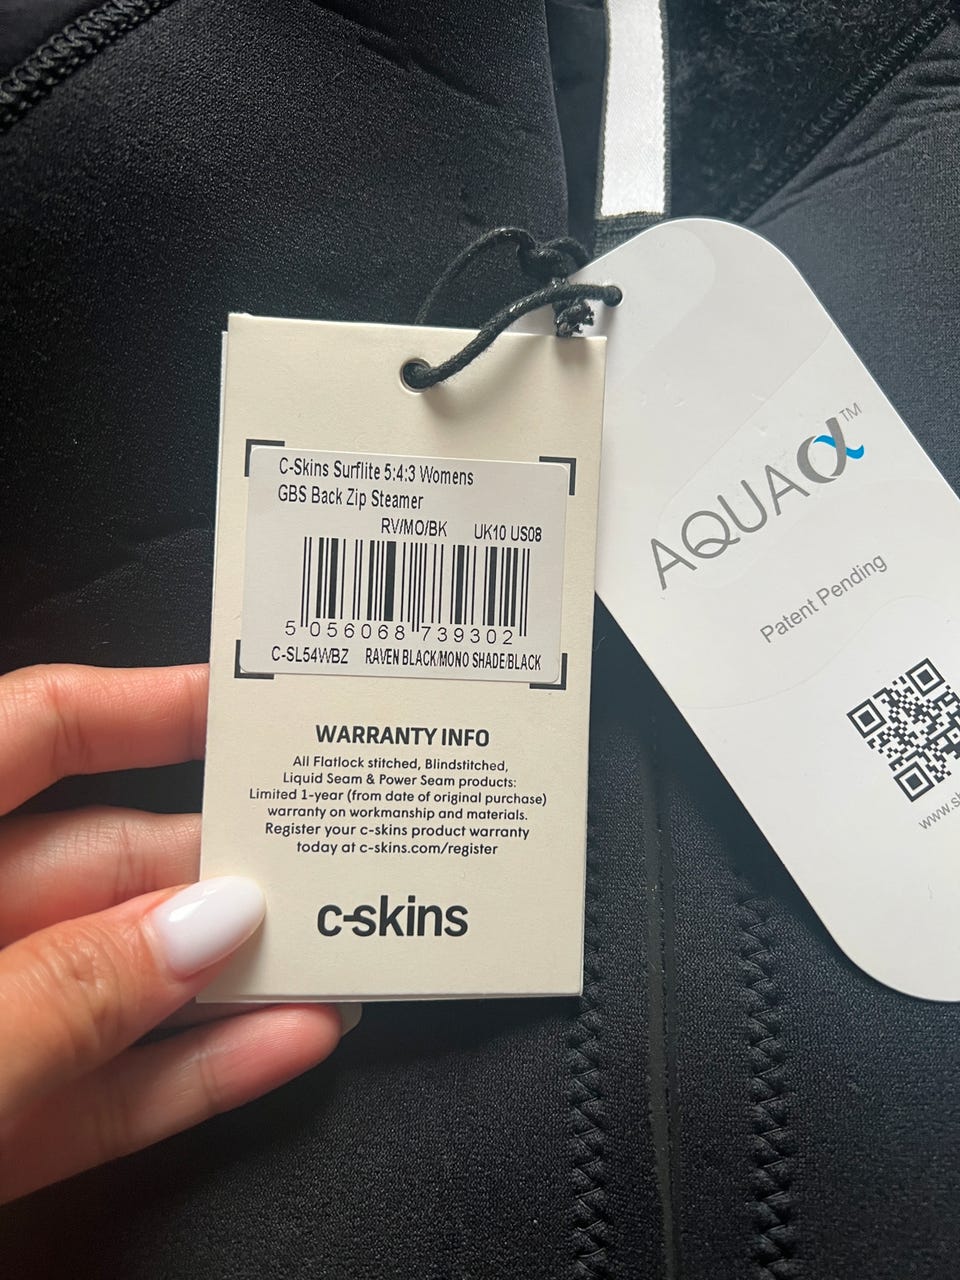 C-Skins Surflite 5:4:3 Womens
GBS Back Zip Steamer
RV/MO/BK UK10 US08
5 056068 739302
C-SL54WBZ RAVEN BLACK/MONO SHADE/BLACK
WARRANTY INFO
All Flatlock stitched, Blindstitched,
Liquid Seam & Power Seam products:
Limited 1-year (from date of original purchase)
warranty on workmanship and materials.
Register your c-skins product warranty
today at c-skins.com/register
c-skins
AQUAα™
Patent Pending